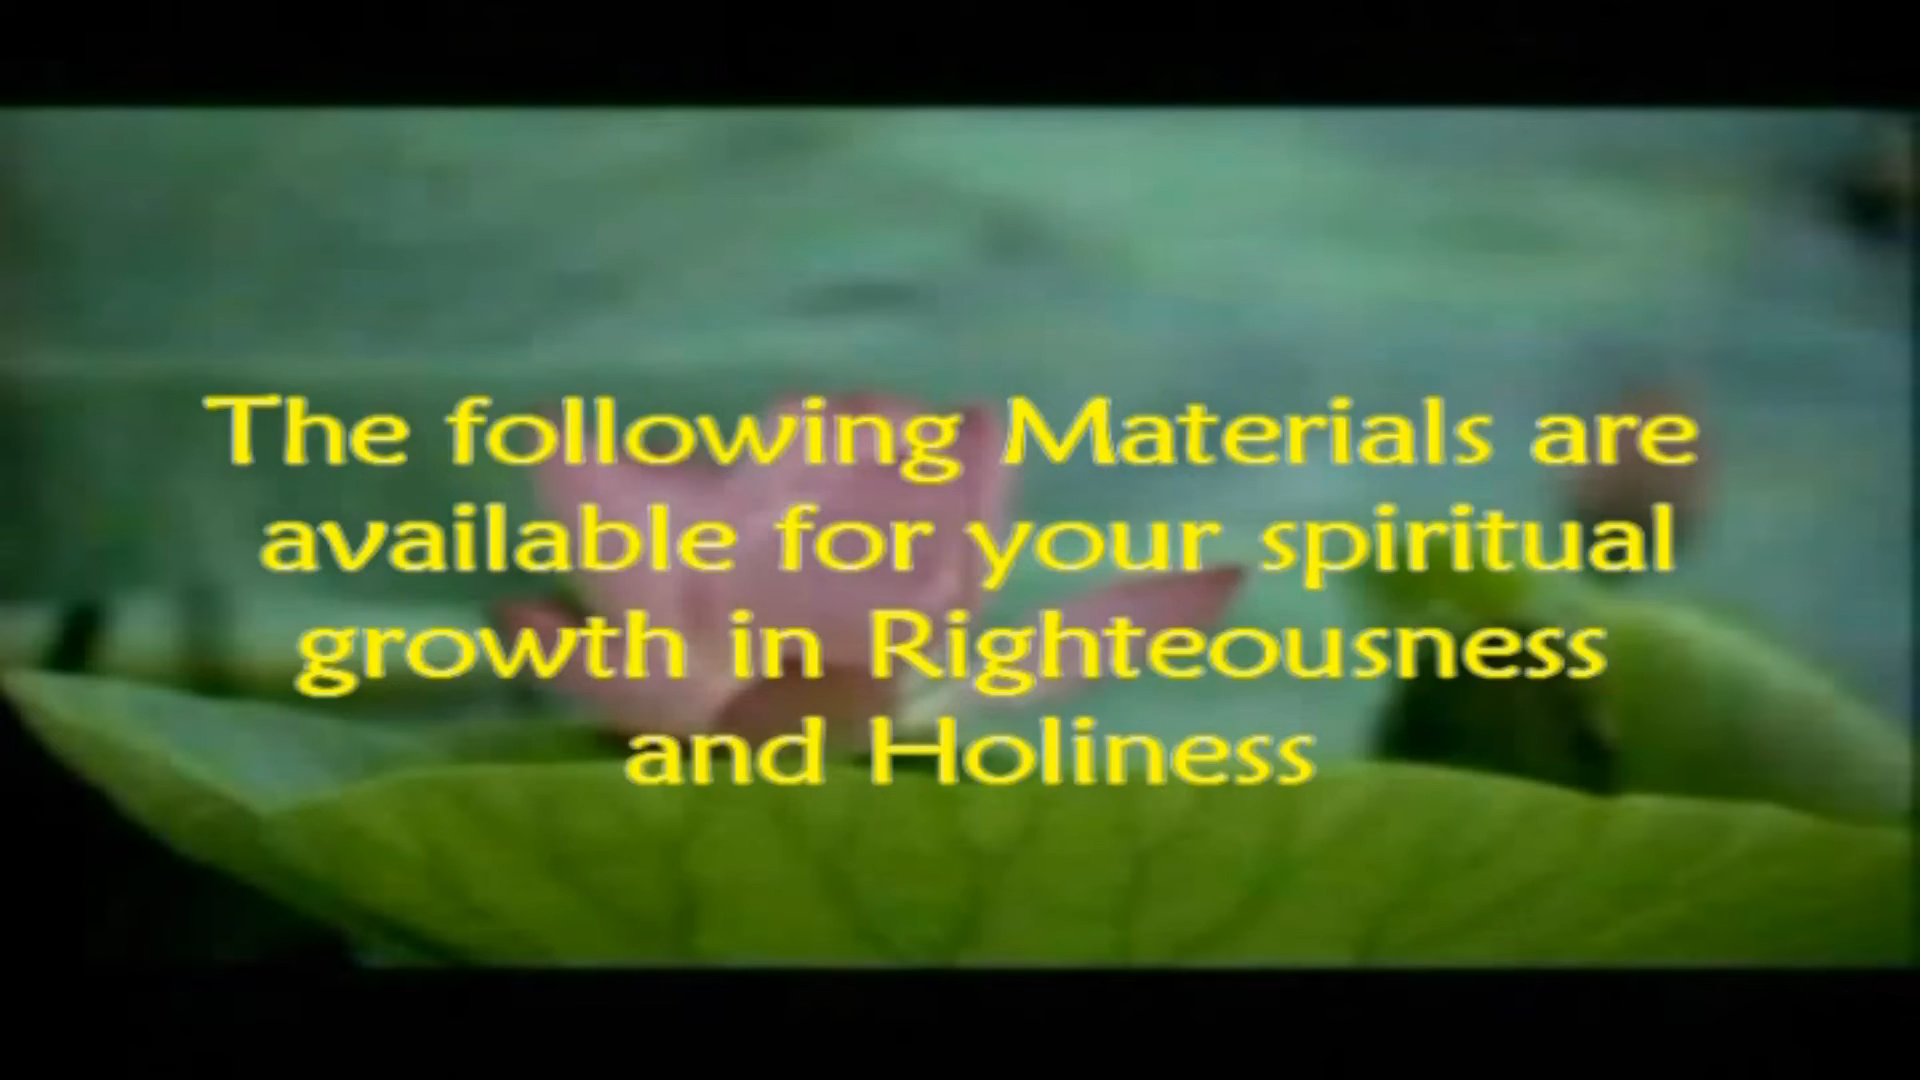 The following Materials are
available for your spiritual
growth in Righteousness
and Holiness